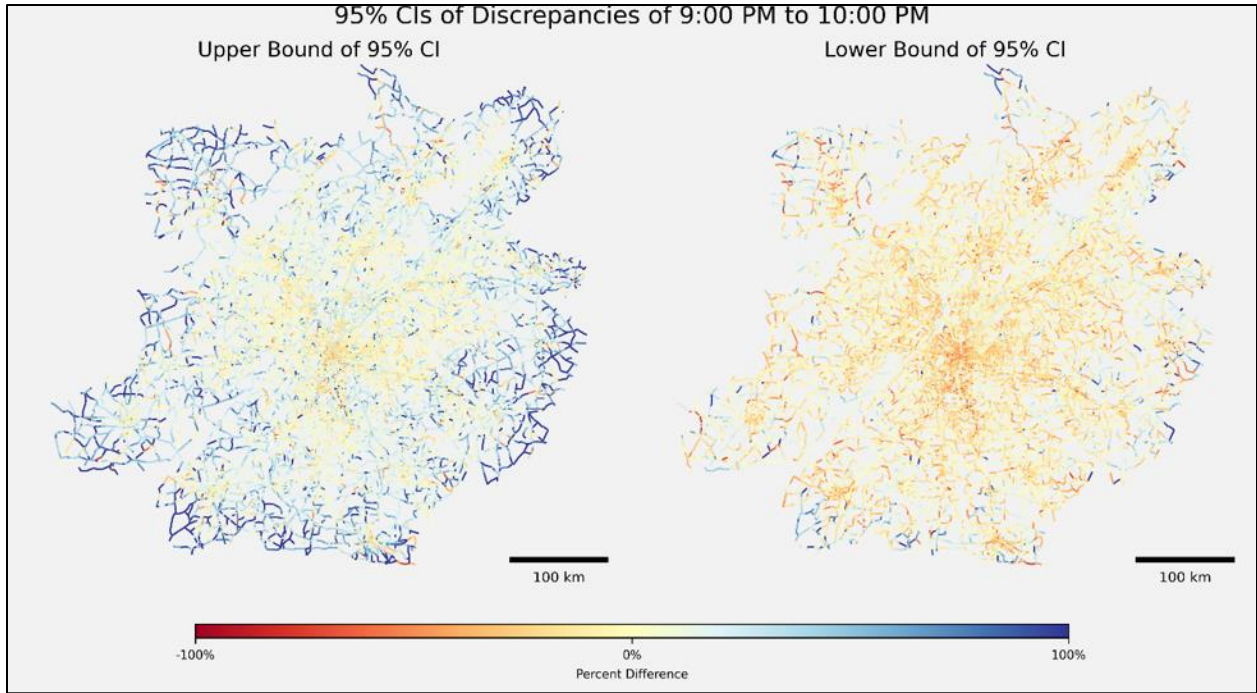 95% CIs of Discrepancies of 9:00 PM to 10:00 PM
Upper Bound of 95% CI
Lower Bound of 95% CI
100 km
100 km
-100%
0%
100%
Percent Difference